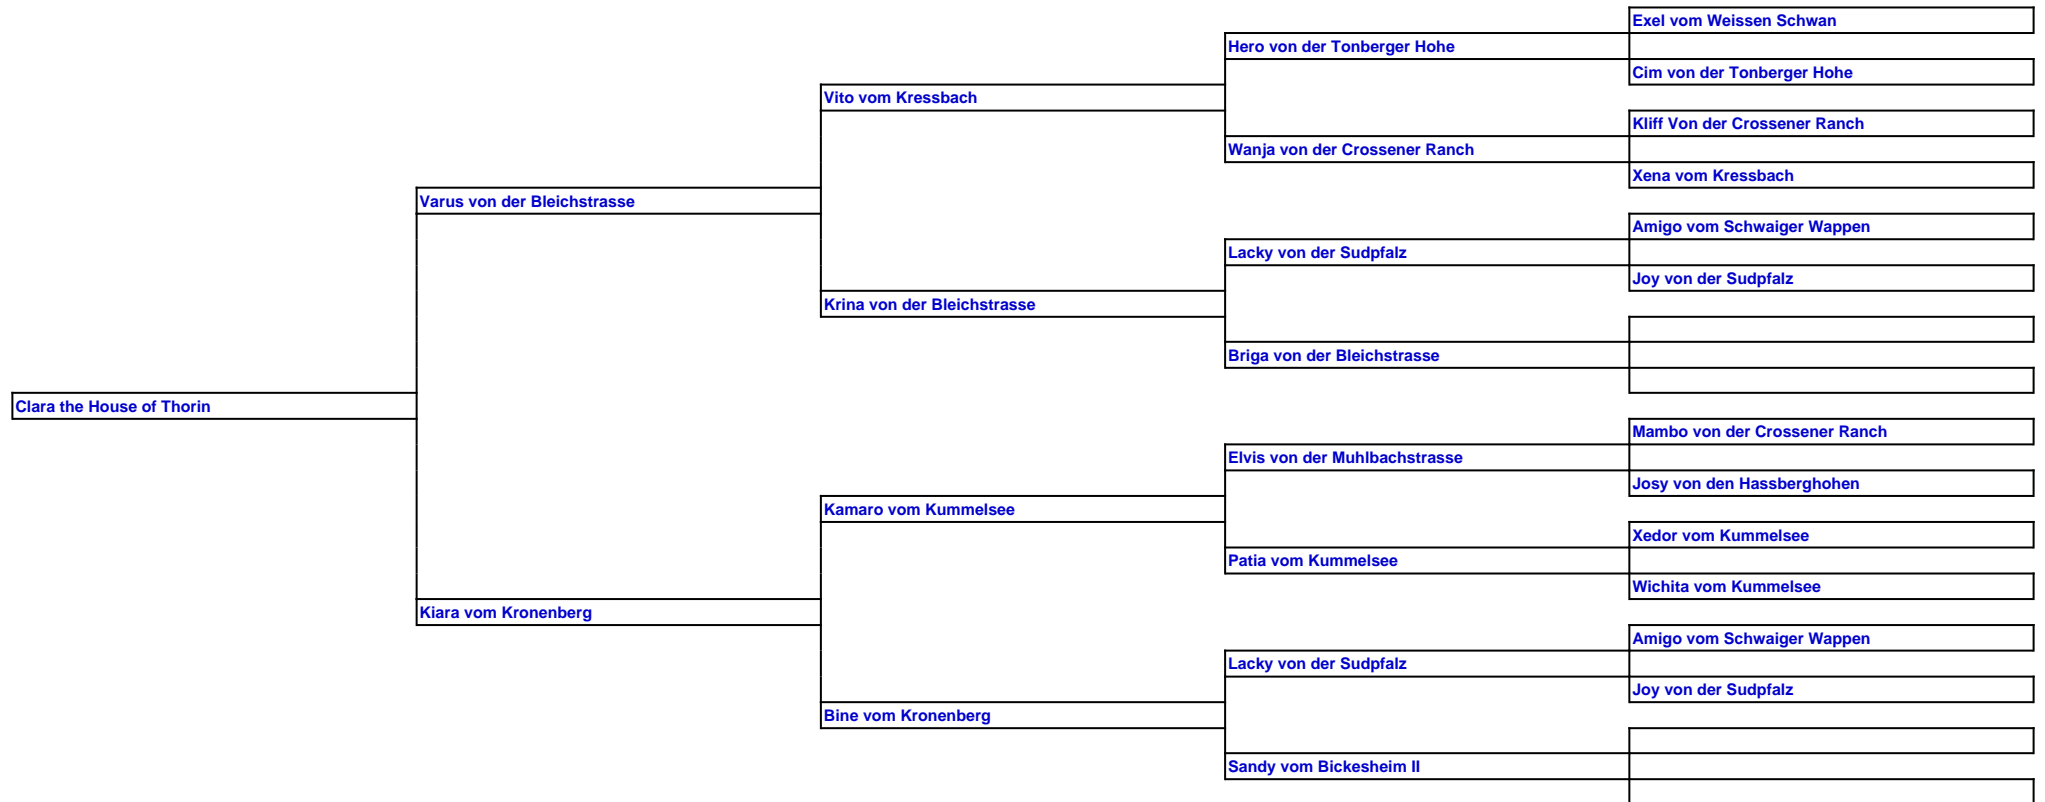 Exel vom Weissen Schwan
Hero von der Tonberger Hohe
Cim von der Tonberger Hohe
Vito vom Kressbach
Kliff Von der Crossener Ranch
Wanja von der Crossener Ranch
Xena vom Kressbach
Varus von der Bleichstrasse
Amigo vom Schwaiger Wappen
Lacky von der Sudpfalz
Joy von der Sudpfalz
Krina von der Bleichstrasse
Briga von der Bleichstrasse
Clara the House of Thorin
Mambo von der Crossener Ranch
Elvis von der Muhlbachstrasse
Josy von den Hassberghohen
Kamaro vom Kummelsee
Xedor vom Kummelsee
Patia vom Kummelsee
Wichita vom Kummelsee
Kiara vom Kronenberg
Amigo vom Schwaiger Wappen
Lacky von der Sudpfalz
Joy von der Sudpfalz
Bine vom Kronenberg
Sandy vom Bickesheim II